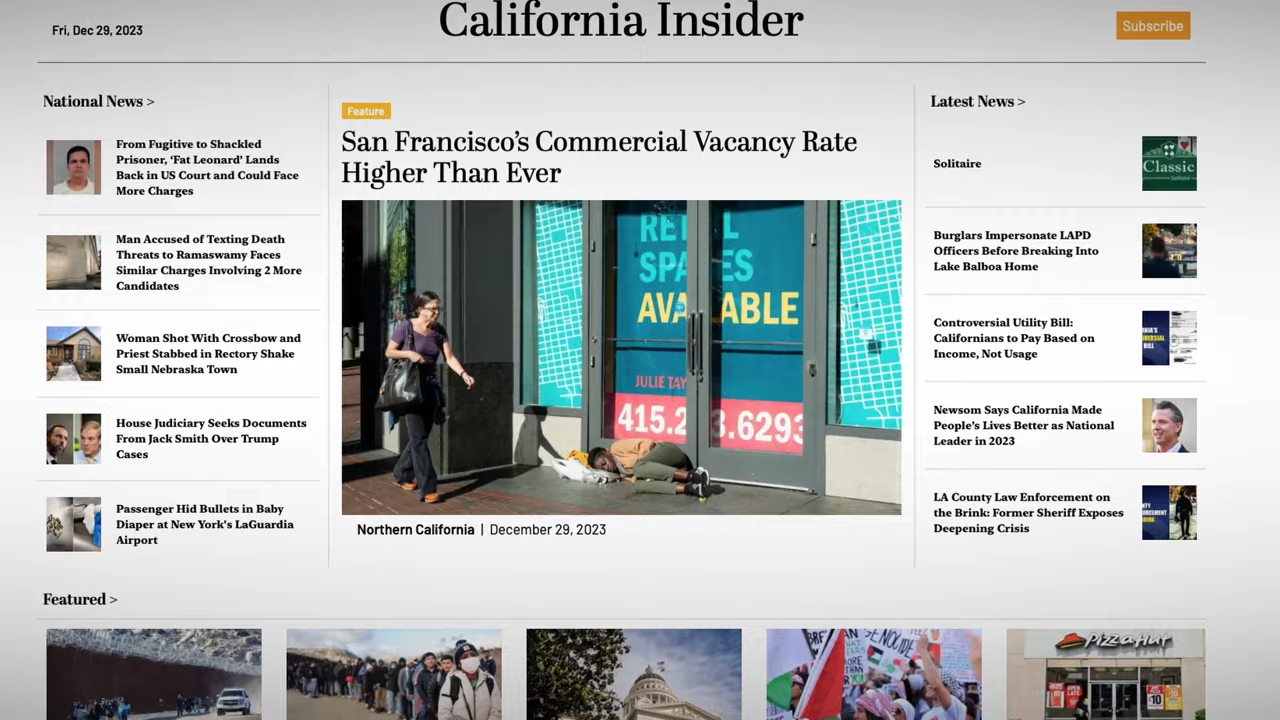 California Insider
Fri, Dec 29, 2023
Subscribe
National News >
From Fugitive to Shackled
Prisoner, ‘Fat Leonard’ Lands
Back in US Court and Could Face
More Charges
Man Accused of Texting Death
Threats to Ramaswamy Faces
Similar Charges Involving 2 More
Candidates
Woman Shot With Crossbow and
Priest Stabbed in Rectory Shake
Small Nebraska Town
House Judiciary Seeks Documents
From Jack Smith Over Trump
Cases
Passenger Hid Bullets in Baby
Diaper at New York's LaGuardia
Airport
Feature
San Francisco’s Commercial Vacancy Rate
Higher Than Ever
AVAILABLE
JULIE TAY
415.2 3.6293
Northern California | December 29, 2023
Latest News >
Solitaire
Classic
Solitaire
Burglars Impersonate LAPD
Officers Before Breaking Into
Lake Balboa Home
Controversial Utility Bill:
Californians to Pay Based on
Income, Not Usage
BILL
Newsom Says California Made
People’s Lives Better as National
Leader in 2023
LA County Law Enforcement on
the Brink: Former Sheriff Exposes
Deepening Crisis
Featured >
GENOCIDE
Pizza Hut